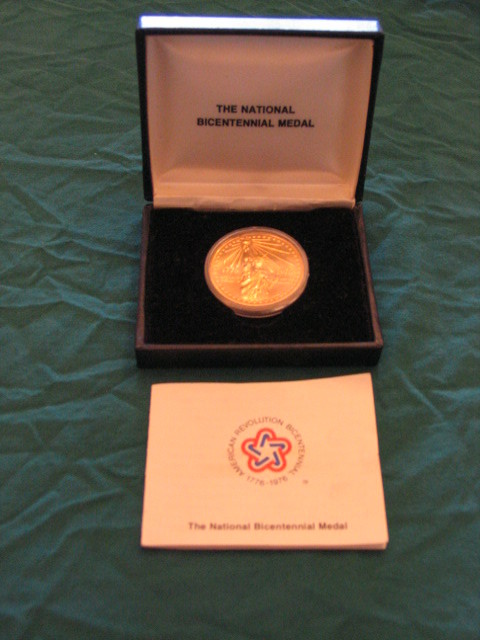 THE NATIONAL
BICENTENNIAL MEDAL
AMERICAN REVOLUTION BICENTENNIAL
1776-1976
The National Bicentennial Medal